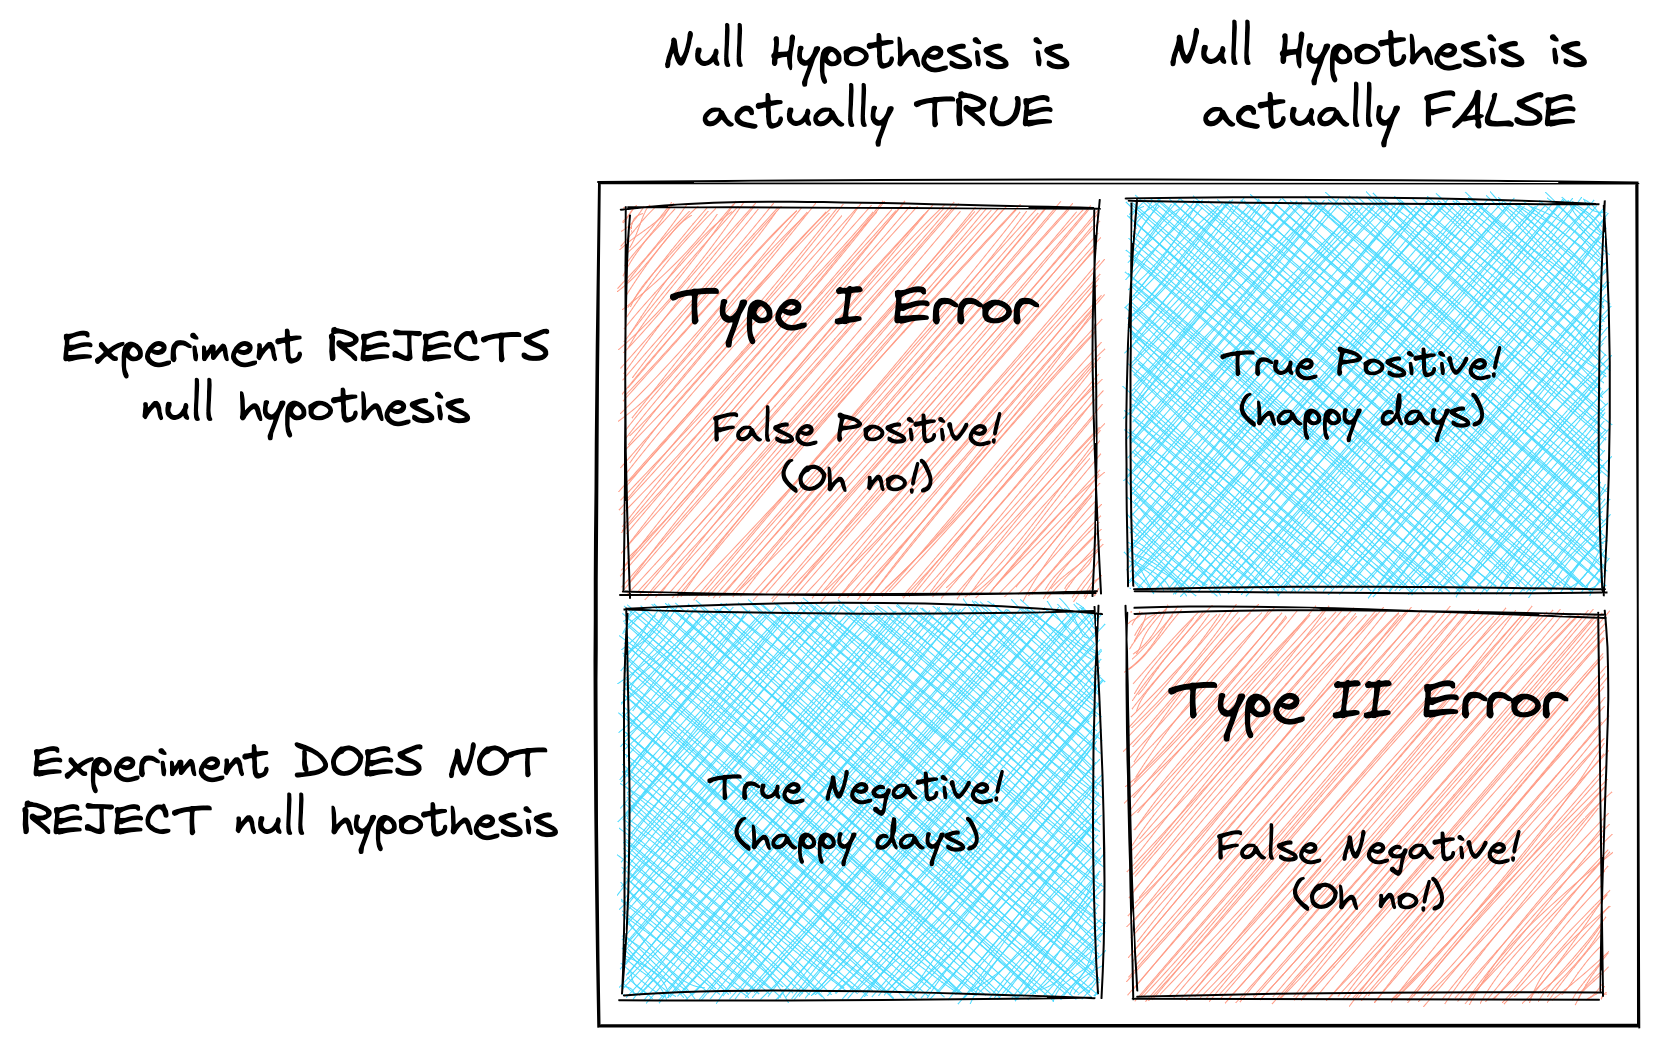 Null Hypothesis is
actually TRUE
Null Hypothesis is
actually FALSE
Experiment REJECTS
null hypothesis
Type I Error
False Positive!
(Oh no!)
True Positive!
(happy days)
Experiment DOES NOT
REJECT null hypothesis
True Negative!
(happy days)
Type II Error
False Negative!
(Oh no!)